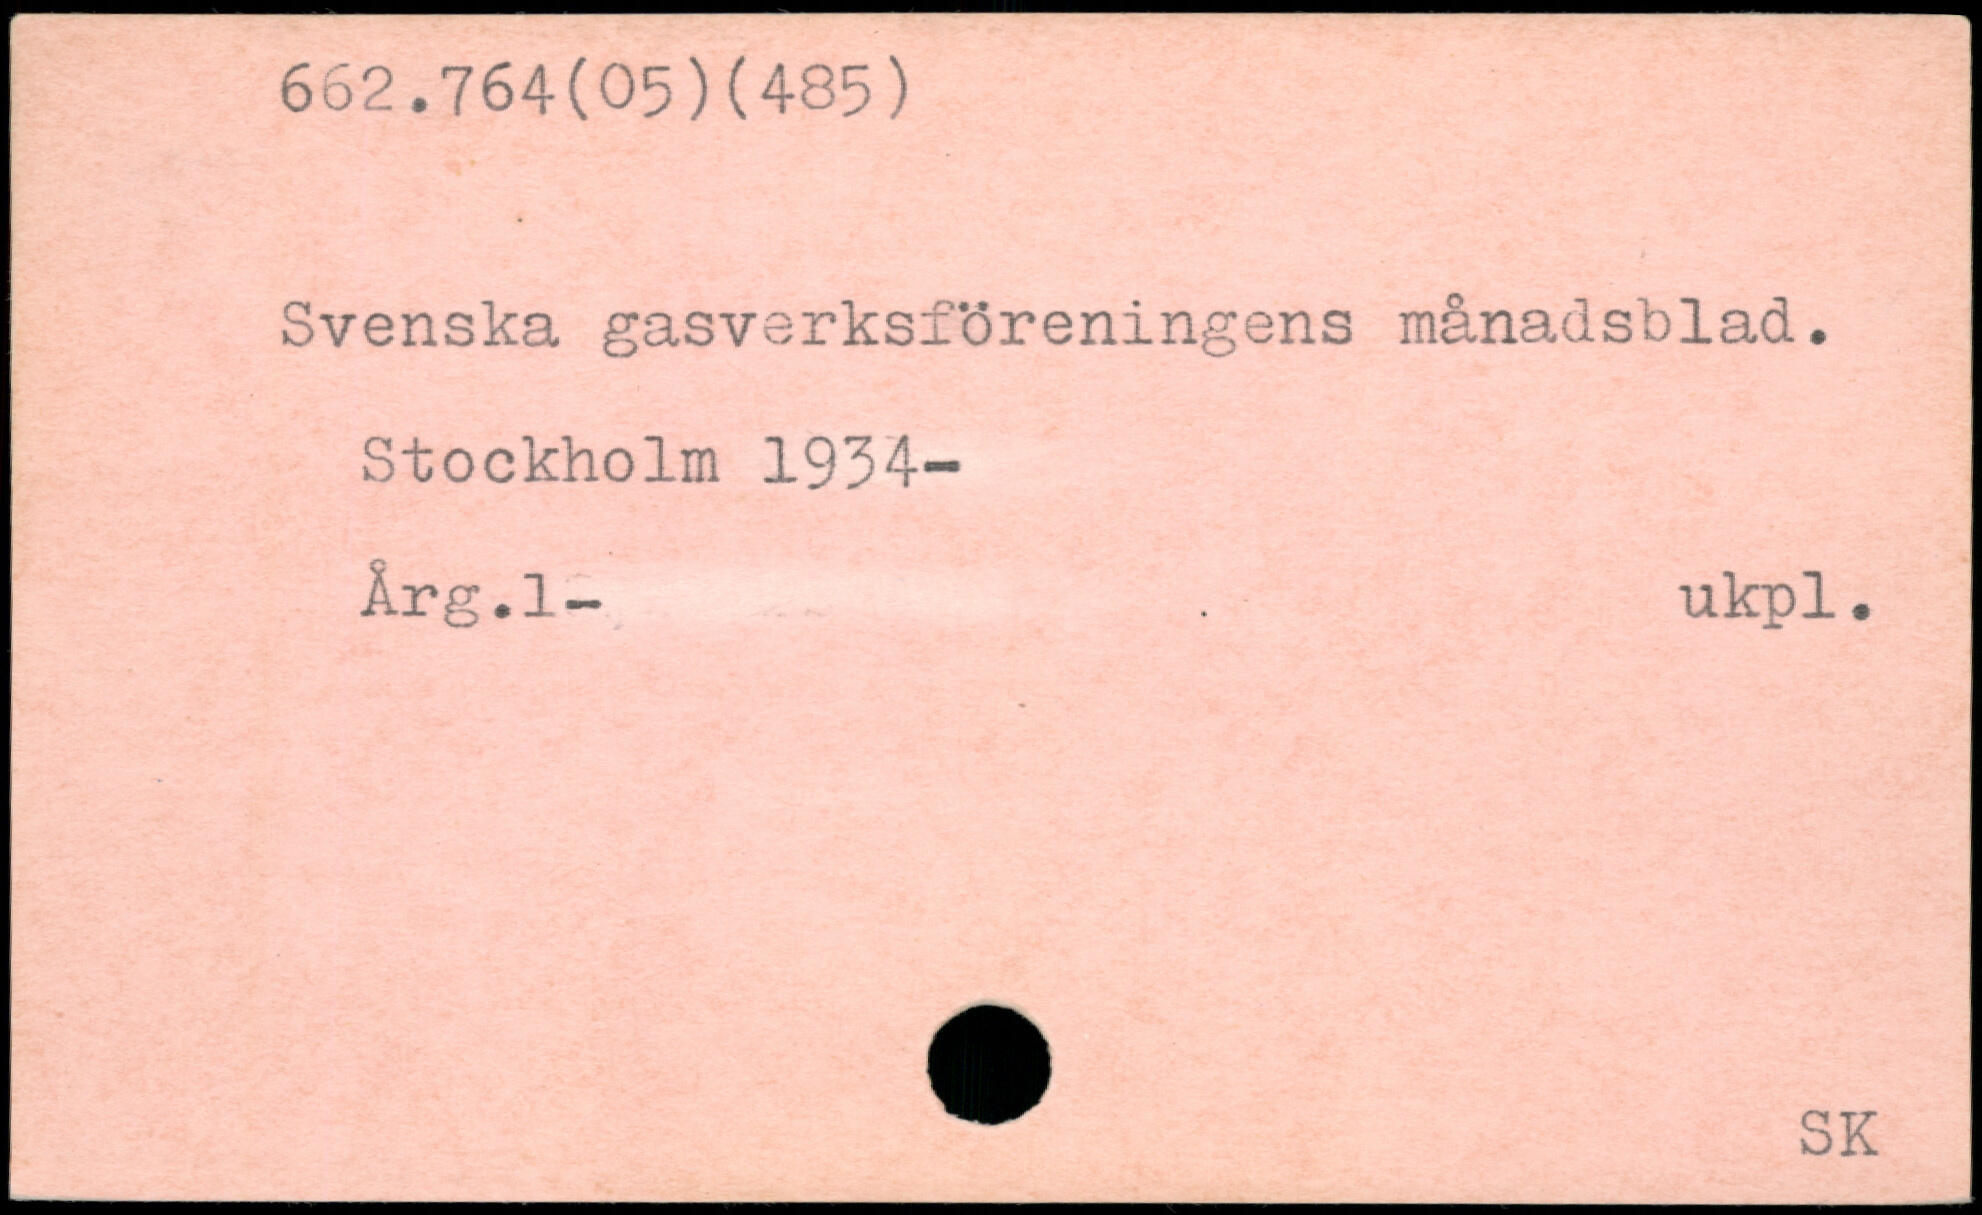 662.764(05)(485)
Svenska gasverksföreningens månadsblad.
Stockholm 1934-
Årg.1- ukpl.
SK